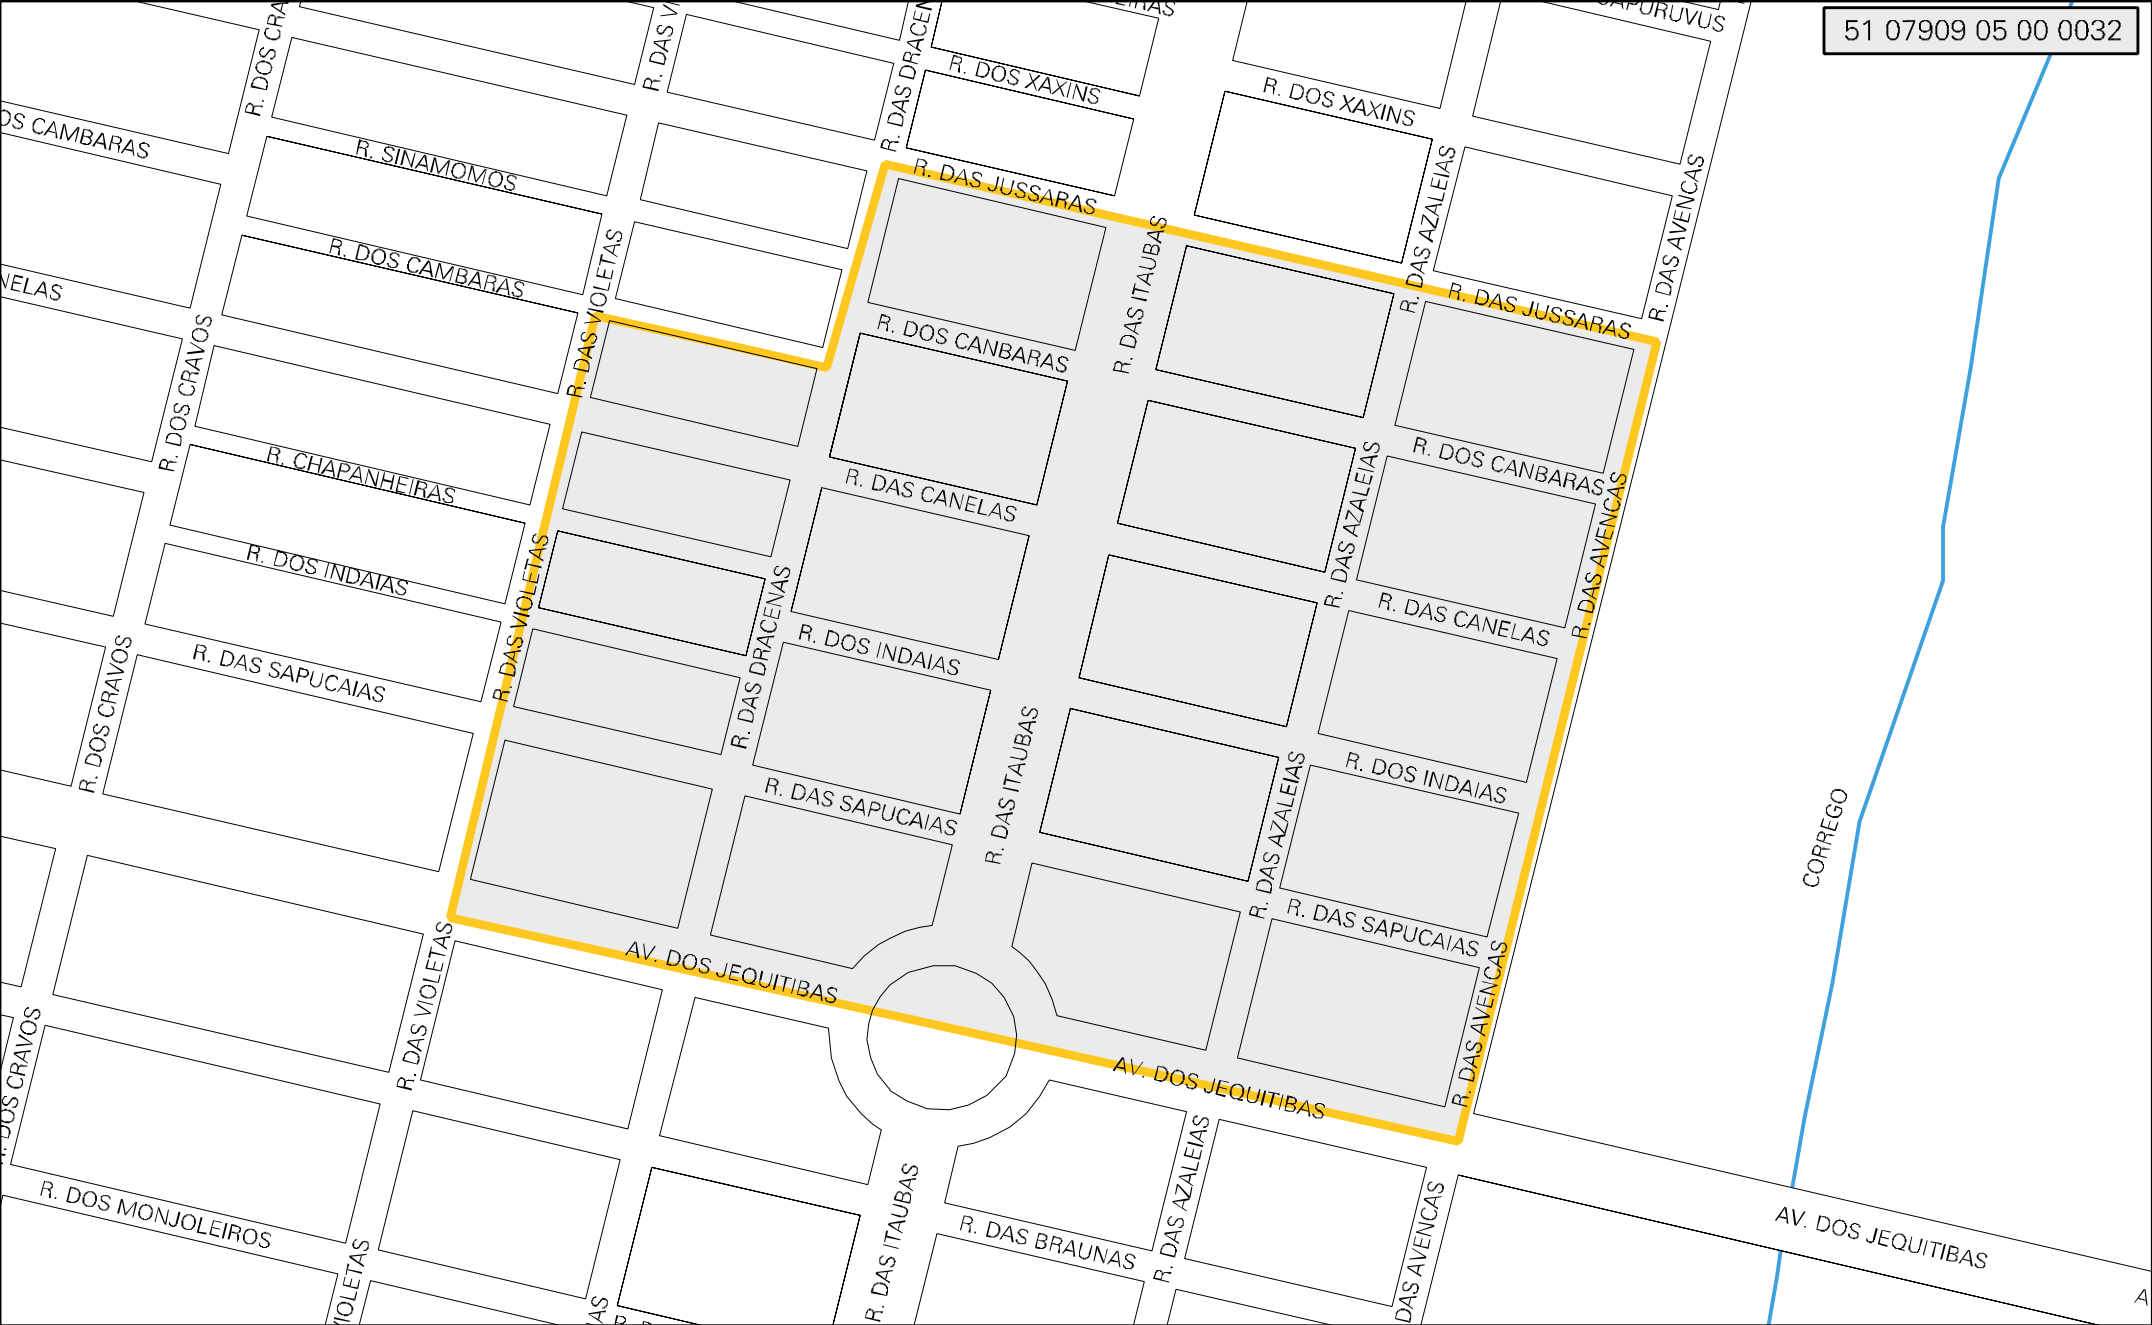 51 07909 05 00 0032
R. DOS XAXINS
R. DOS XAXINS
R. SINAMOMOS
R. DAS JUSSARAS
R. DOS CAMBARAS
R. DAS VIOLETAS
R. DAS ITAUBAS
R. DAS AZALEIAS
R. DAS AVENCAS
R. DAS JUSSARAS
R. DOS CANBARAS
R. DOS CRAVOS
R. CHAPANHEIRAS
R. DAS CANELAS
R. DOS CANBARAS
R. DAS AZALEIAS
R. DAS AVENCAS
R. DOS INDAIAS
R. DAS VIOLETAS
R. DAS DRACENAS
R. DOS INDAIAS
R. DAS CANELAS
R. DAS SAPUCAIAS
R. DOS CRAVOS
R. DAS ITAUBAS
R. DOS INDAIAS
R. DAS SAPUCAIAS
R. DAS AZALEIAS
CORREGO
R. DAS SAPUCAIAS
AV. DOS JEQUITIBAS
R. DAS VIOLETAS
R. DAS AVENCAS
AV. DOS JEQUITIBAS
R. DOS MONJOLEIROS
R. DAS ITAUBAS
R. DAS BRAUNAS
R. DAS AZALEIAS
DAS AVENCAS
AV. DOS JEQUITIBAS